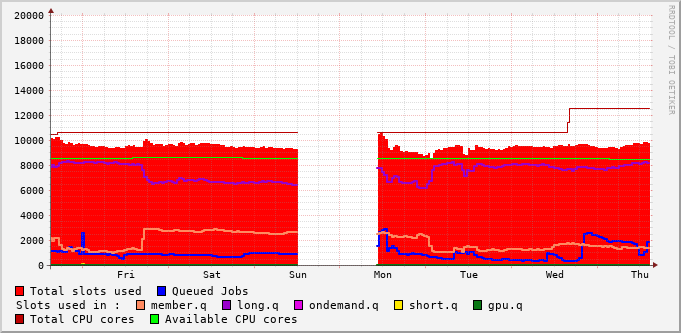 20000
18000
16000
14000
12000
10000
8000
6000
4000
2000
0
Fri Sat Sun Mon Tue Wed Thu
RRDTOOL / TOBI OETIKER
Total slots used Queued Jobs
Slots used in : member.q long.q ondemand.q short.q gpu.q
Total CPU cores Available CPU cores